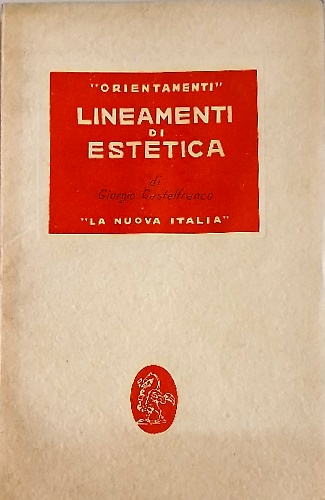 "ORIENTAMENTI"
LINEAMENTI
DI
ESTETICA
di
Giorgio Castelfranco
"LA NUOVA ITALIA"